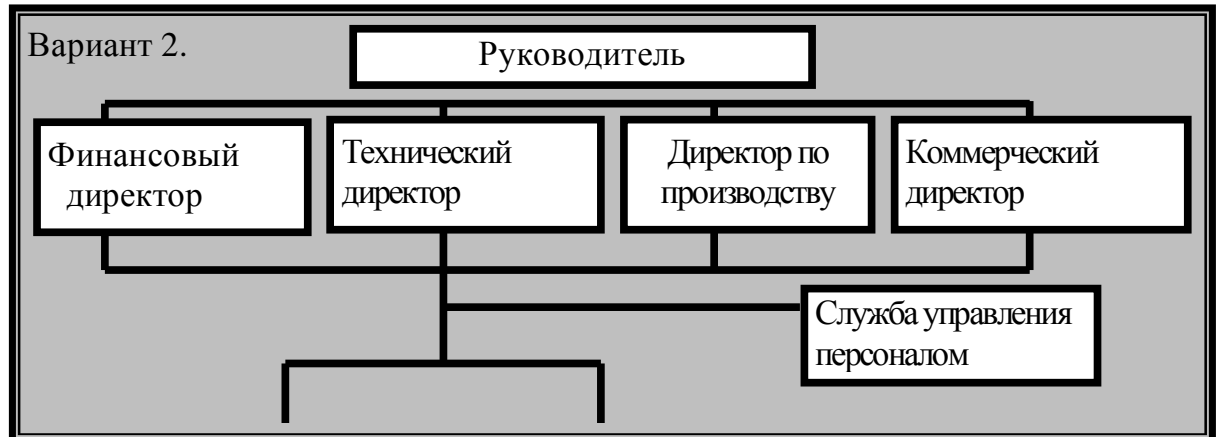 Вариант 2.
Руководитель
Финансовый
директор
Технический
директор
Директор по
производству
Коммерческий
директор
Служба управления
персоналом